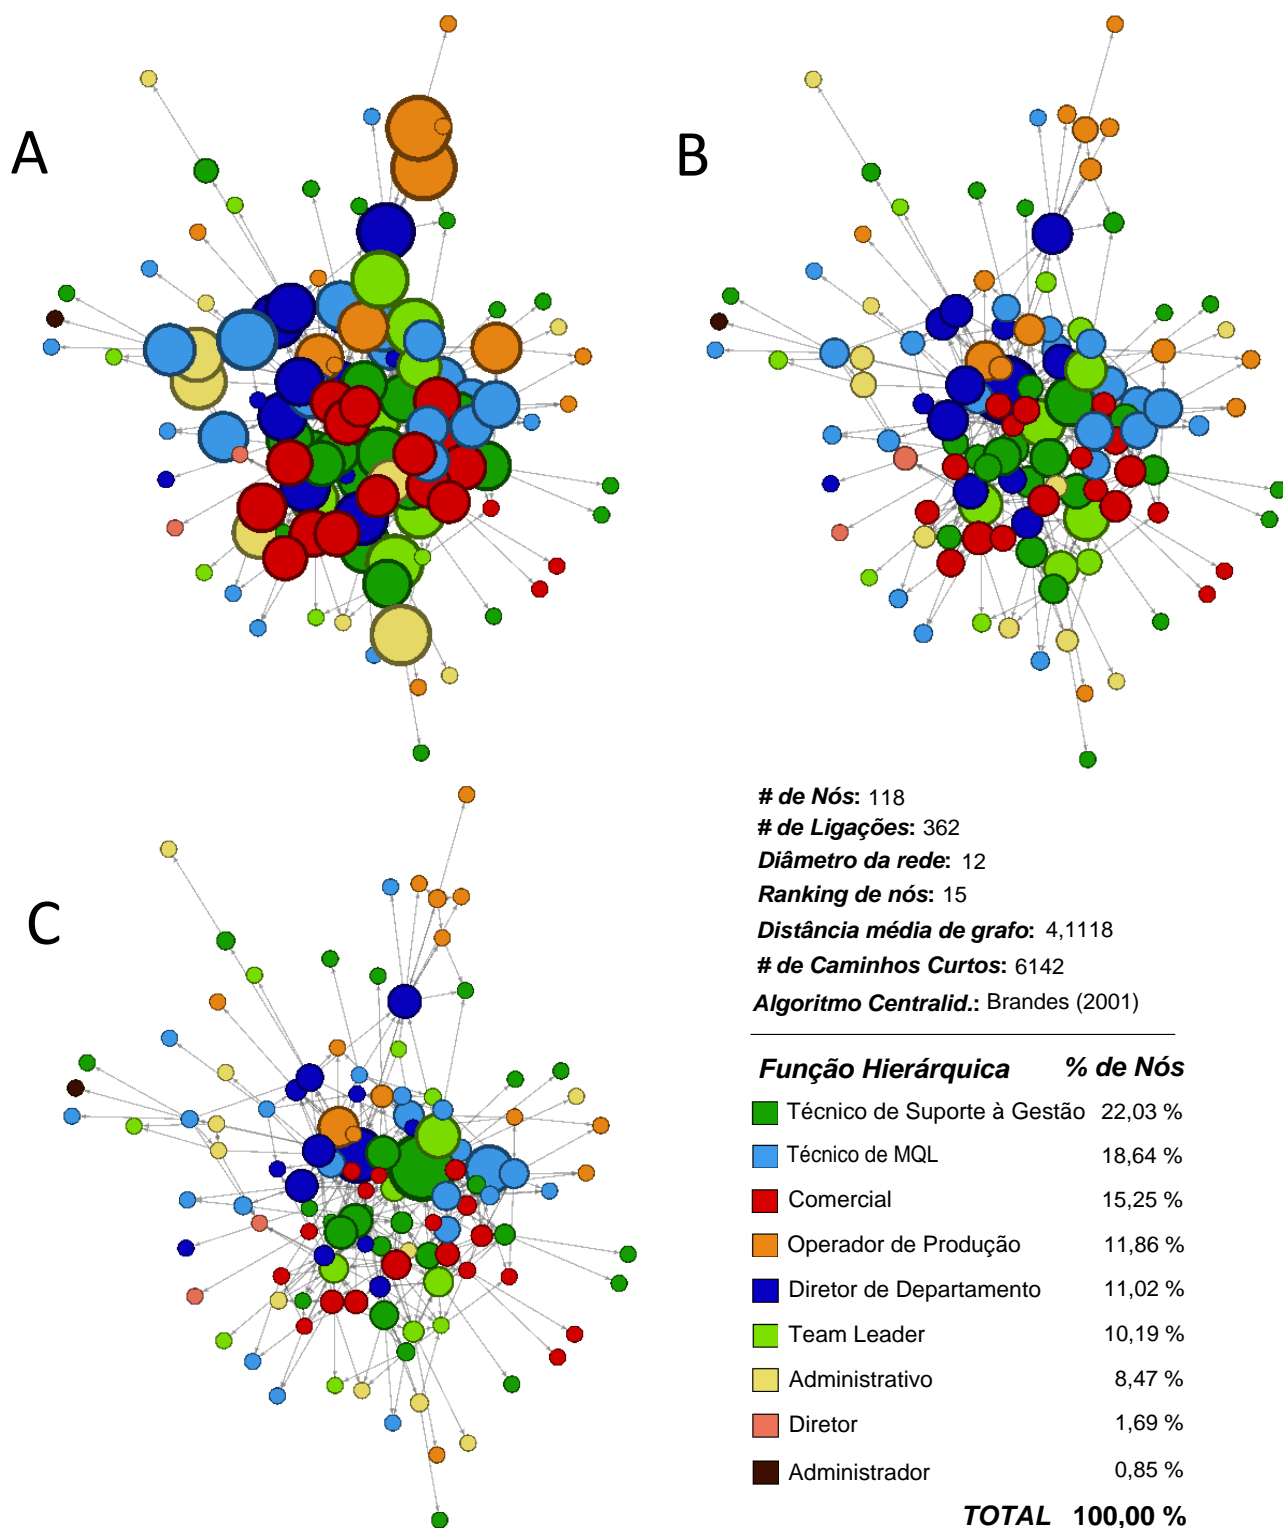 A
B
C
# de Nós: 118
# de Ligações: 362
Diâmetro da rede: 12
Ranking de nós: 15
Distância média de grafo: 4,1118
# de Caminhos Curtos: 6142
Algoritmo Centralid.: Brandes (2001)
Função Hierárquica % de Nós
Técnico de Suporte à Gestão 22,03 %
Técnico de MQL 18,64 %
Comercial 15,25 %
Operador de Produção 11,86 %
Diretor de Departamento 11,02 %
Team Leader 10,19 %
Administrativo 8,47 %
Diretor 1,69 %
Administrador 0,85 %
TOTAL 100,00 %